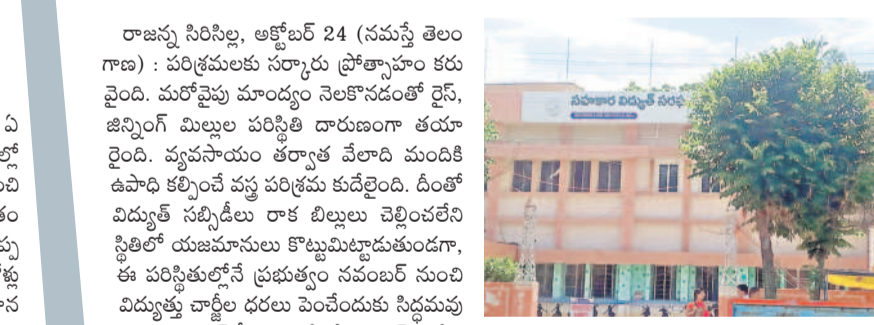 రాజన్న సిరిసిల్ల, అక్టోబర్ 24 (నమస్తే తెలం
గాణ) : పరిశ్రమలకు సర్కారు ప్రోత్సాహం కరు
వైంది. మరోవైపు మాంద్యం నెలకొనడంతో రైస్,
జిన్నింగ్ మిల్లుల పరిస్థితి దారుణంగా తయా
రైంది. వ్యవసాయం తర్వాత వేలాది మందికి
ఉపాధి కల్పించే వస్త్ర పరిశ్రమ కుదేలైంది. దీంతో
విద్యుత్ సబ్సిడీలు రాక బిల్లులు చెల్లించలేని
స్థితిలో యజమానులు కొట్టుమిట్టాడుతుండగా,
ఈ పరిస్థితుల్లోనే ప్రభుత్వం నవంబర్ నుంచి
విద్యుత్తు చార్జీల ధరలు పెంచేందుకు సిద్ధమవు
సహకార విద్యుత్ సరఫ